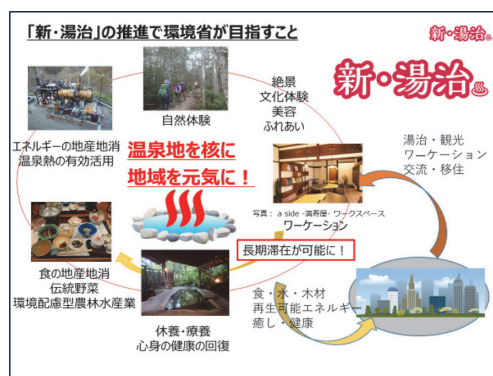 「新・湯治」の推進で環境省が目指すこと
新・湯治
新・湯治
自然体験
絶景
文化体験
美容
ふれあい
エネルギーの地産地消
温泉熱の有効活用
温泉地を核に
地域を元気に！
湯治・観光
ワーケーション
交流・移住
写真： a side -満寿屋- ワークスペース
ワーケーション
長期滞在が可能に！
食の地産地消
伝統野菜
環境配慮型農林水産業
休養・療養
心身の健康の回復
食・水・木材
再生可能エネルギー
癒し・健康